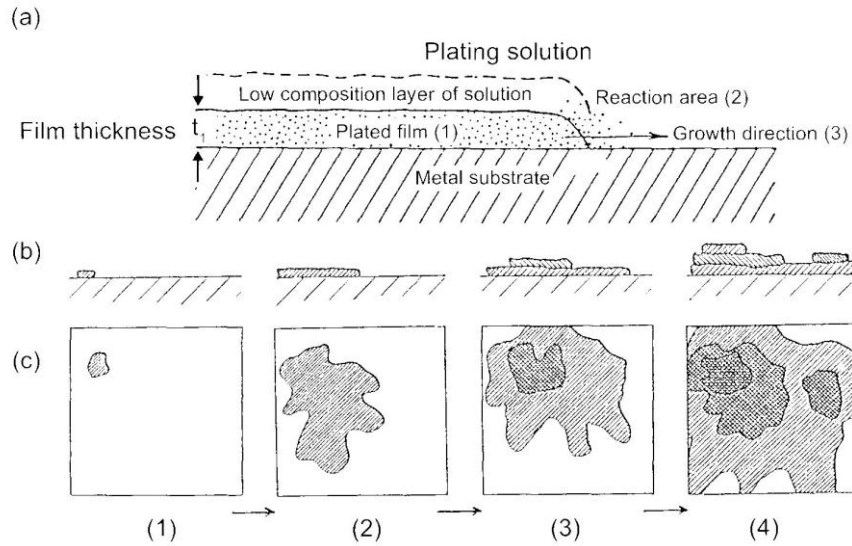 (a)
Plating solution
Low composition layer of solution
Reaction area (2)
Film thickness t₁
Plated film (1)
Growth direction (3)
Metal substrate
(b)
(c)
(1) (2) (3) (4)